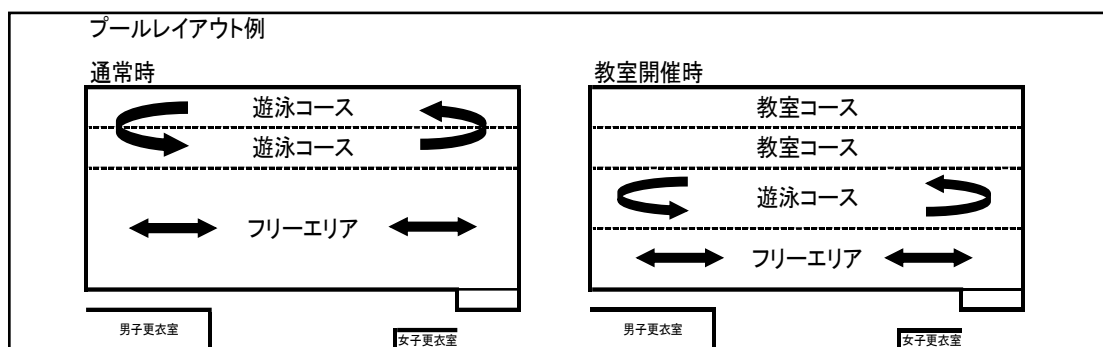 プールレイアウト例
通常時
遊泳コース
遊泳コース
フリーエリア
男子更衣室
女子更衣室
教室開催時
教室コース
教室コース
遊泳コース
フリーエリア
男子更衣室
女子更衣室